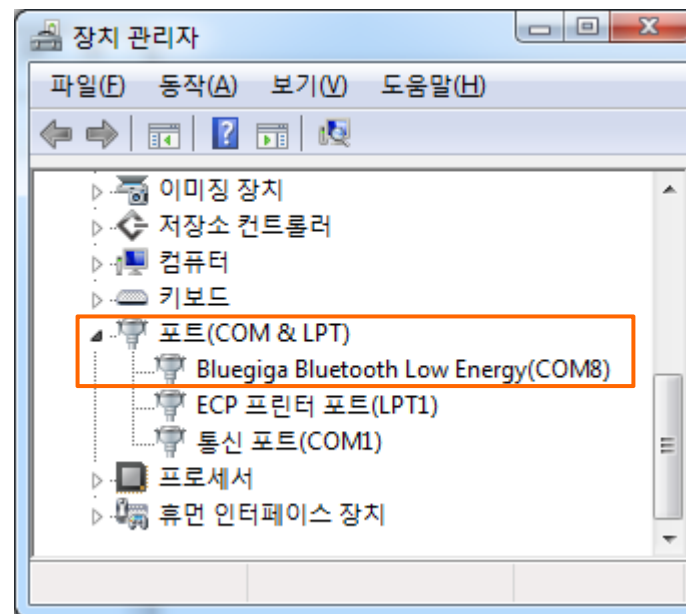 장치 관리자
파일(F) 동작(A) 보기(V) 도움말(H)
이미징 장치
저장소 컨트롤러
컴퓨터
키보드
포트(COM & LPT)
Bluegiga Bluetooth Low Energy(COM8)
ECP 프린터 포트(LPT1)
통신 포트(COM1)
프로세서
휴먼 인터페이스 장치